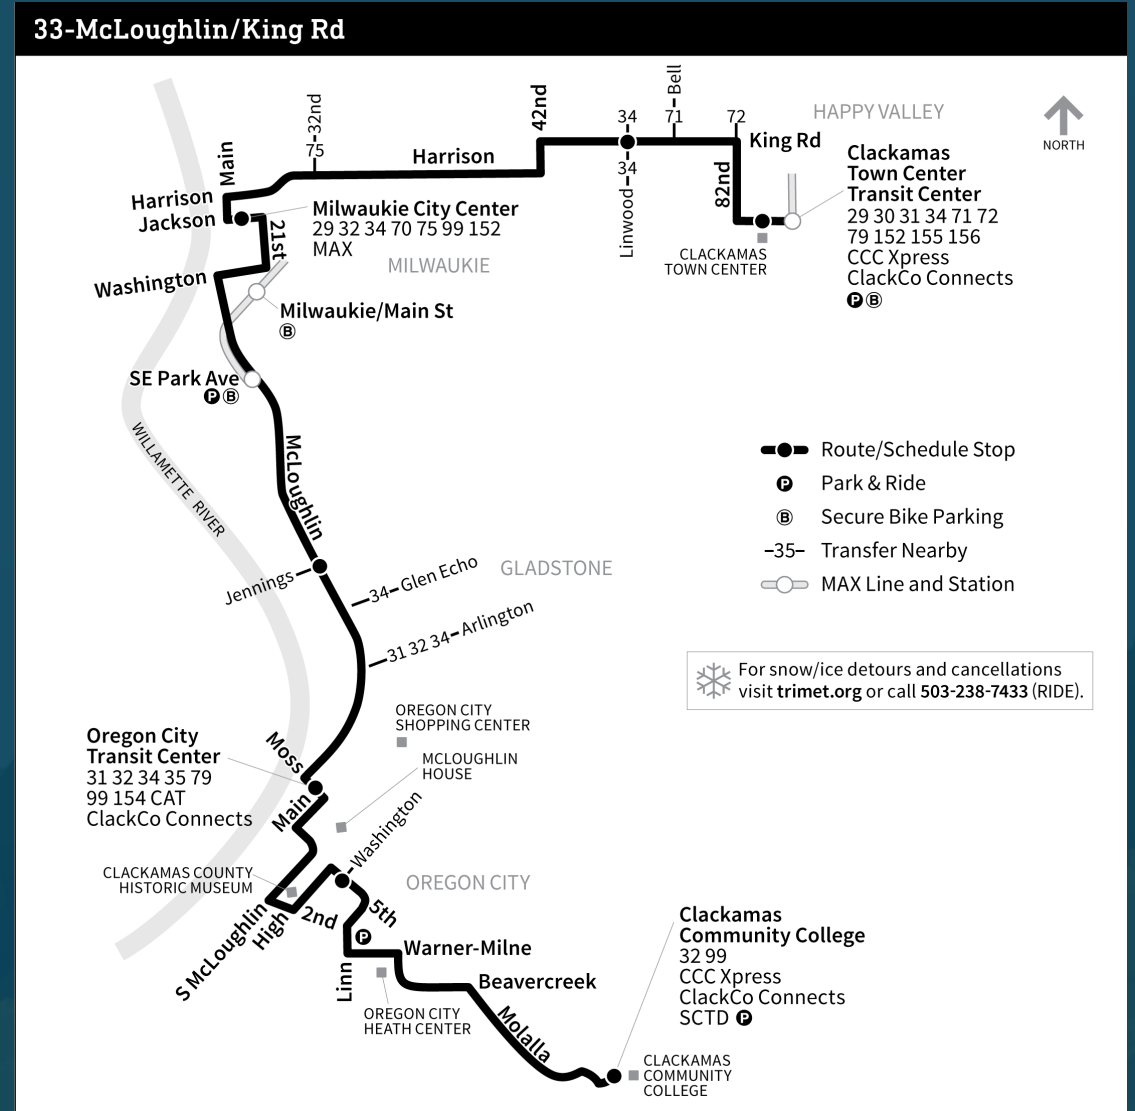 33-McLoughlin/King Rd
HAPPY VALLEY
NORTH
Main
32nd
75
42nd
34
34
Linwood
Bell
71
72
King Rd
82nd
Harrison
Harrison
Jackson
21st
Washington
Milwaukie City Center
29 32 34 70 75 99 152
MAX
MILWAUKIE
CLACKAMAS
TOWN CENTER
Clackamas
Town Center
Transit Center
29 30 31 34 71 72
79 152 155 156
CCC Xpress
ClackCo Connects
P B
Milwaukie/Main St
B
SE Park Ave
P B
WILLAMETTE RIVER
McLoughlin
Route/Schedule Stop
P Park & Ride
B Secure Bike Parking
–35– Transfer Nearby
MAX Line and Station
Jennings
34 Glen Echo
GLADSTONE
31 32 34 Arlington
For snow/ice detours and cancellations
visit trimet.org or call 503-238-7433 (RIDE).
OREGON CITY
SHOPPING CENTER
MCLOUGHLIN
HOUSE
Oregon City
Transit Center
31 32 34 35 79
99 154 CAT
ClackCo Connects
Moss
Main
Washington
CLACKAMAS COUNTY
HISTORIC MUSEUM
OREGON CITY
S McLoughlin
High
2nd
5th
P
Linn
Warner-Milne
Beavercreek
OREGON CITY
HEATH CENTER
Molalla
Clackamas
Community College
32 99
CCC Xpress
ClackCo Connects
SCTD P
CLACKAMAS
COMMUNITY
COLLEGE